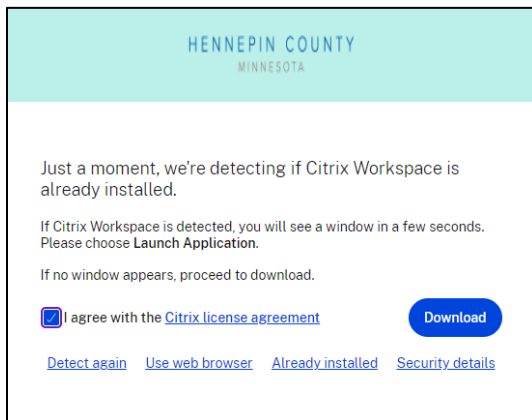 HENNEPIN COUNTY
MINNESOTA
Just a moment, we're detecting if Citrix Workspace is
already installed.
If Citrix Workspace is detected, you will see a window in a few seconds.
Please choose Launch Application.
If no window appears, proceed to download.
I agree with the Citrix license agreement
Download
Detect again Use web browser Already installed Security details